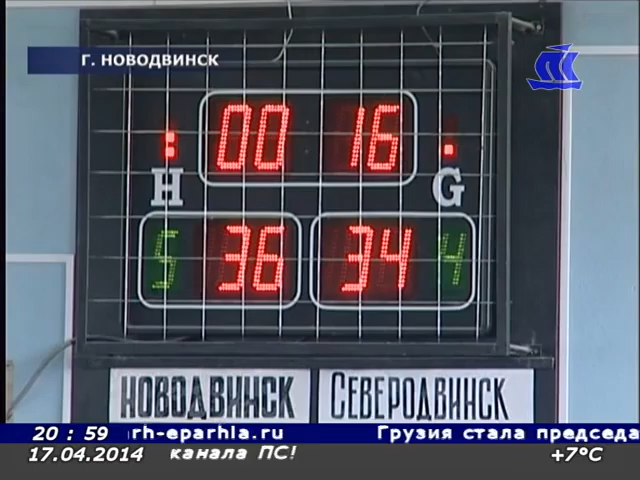 г. НОВОДВИНСК
: 00 16 .
H G
5 36 34 4
НОВОДВИНСК СЕВЕРОДВИНСК
20 : 59 rh-eparhia.ru Грузия стала председа
17.04.2014 канала ПС! +7°C